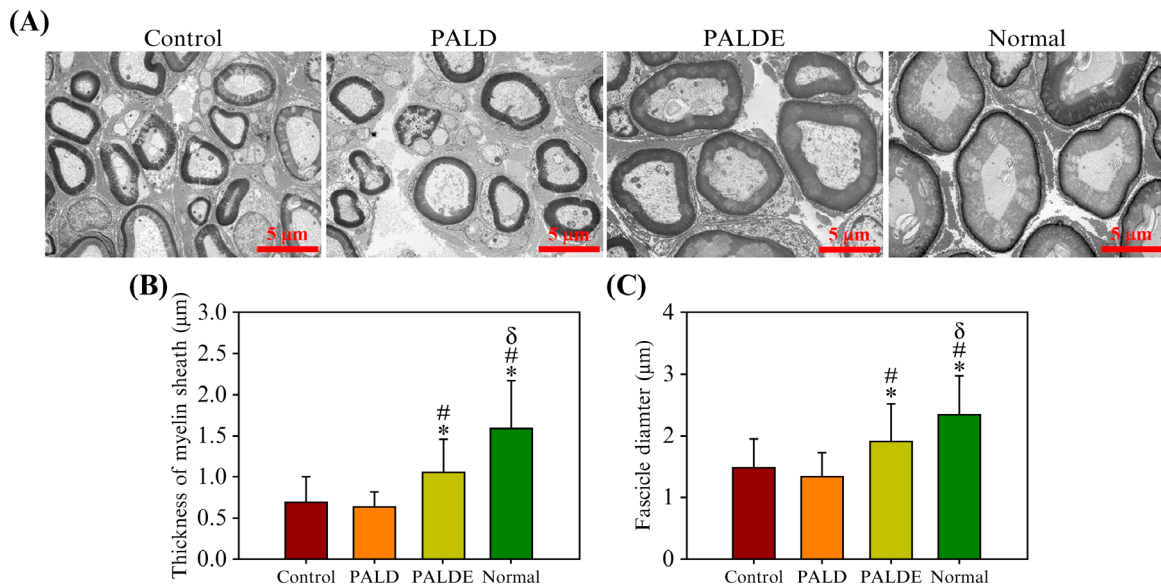 (A)
Control PALD PALDE Normal
5 μm 5 μm 5 μm 5 μm
(B)
Thickness of myelin sheath (μm)
3.0
2.5
2.0
1.5
1.0
0.5
0.0
#
*
δ
#
*
Control PALD PALDE Normal
(C)
Fascicle diamter (μm)
4
3
2
1
0
#
*
δ
#
*
Control PALD PALDE Normal